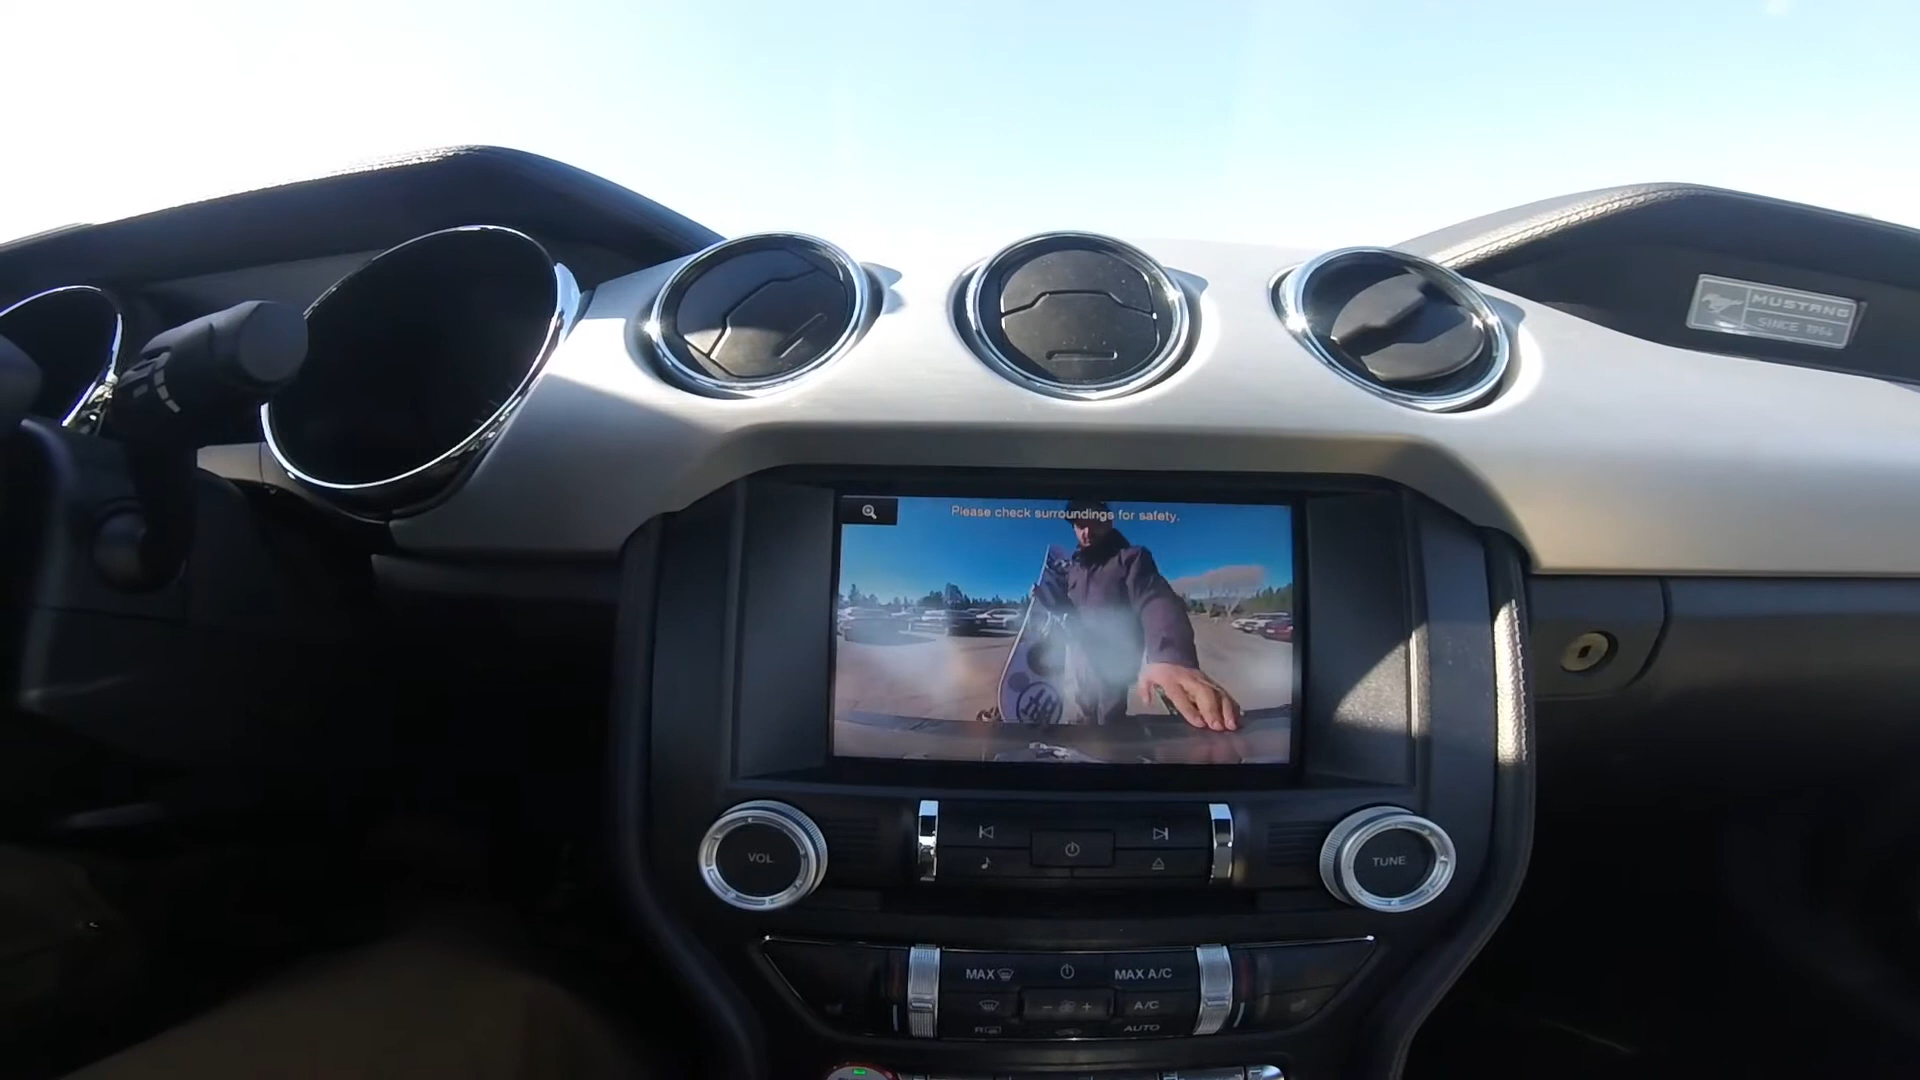 MUSTANG
SINCE 1964
Please check surroundings for safety.
VOL
TUNE
MAX
MAX A/C
A/C
R
AUTO